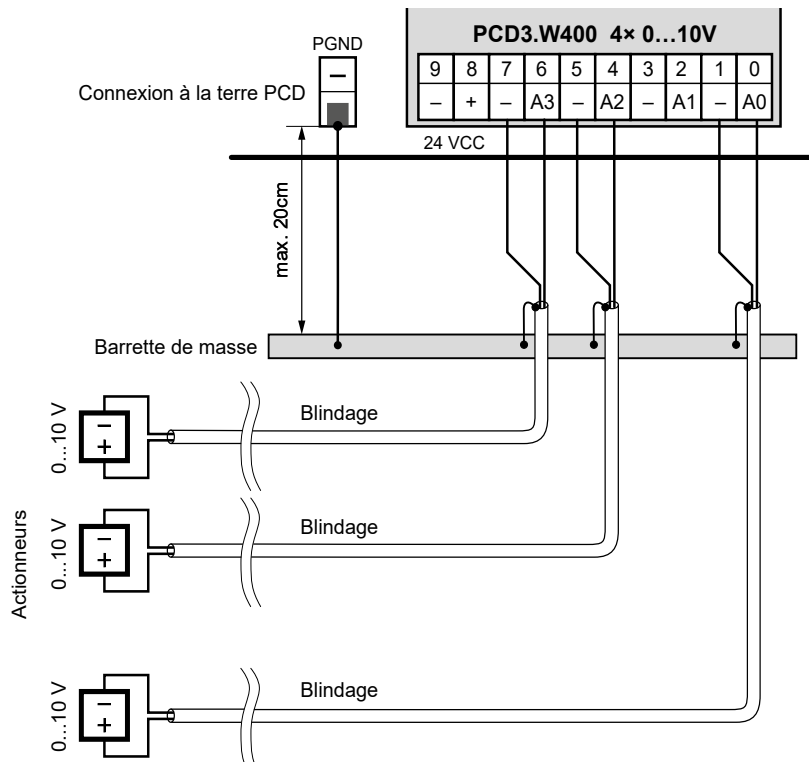 PGND
–
Connexion à la terre PCD
PCD3.W400 4× 0…10V
9 8 7 6 5 4 3 2 1 0
– + – A3 – A2 – A1 – A0
24 VCC
max. 20cm
Barrette de masse
Actionneurs
0…10 V
–
+
Blindage
0…10 V
–
+
Blindage
0…10 V
–
+
Blindage